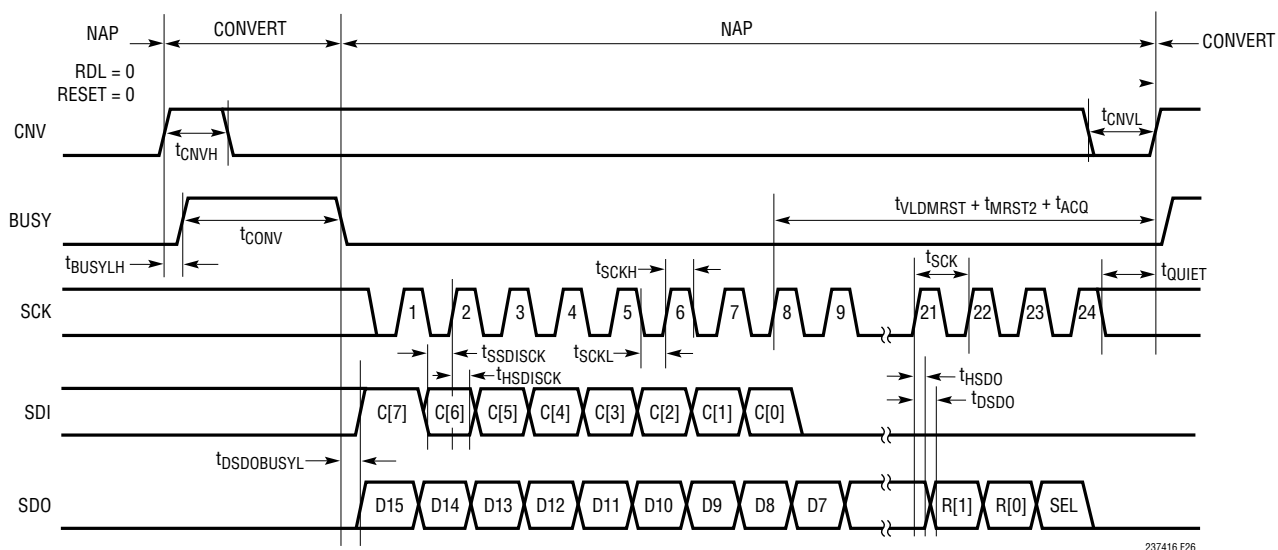 NAP CONVERT NAP CONVERT
RDL = 0
RESET = 0
CNV tCNVH tCNVL
BUSY tCONV tVLDMRST + tMRST2 + tACQ
tBUSYLH tSCKH tSCK tQUIET
SCK 1 2 3 4 5 6 7 8 9 21 22 23 24
tSSDISCK tSCKL
tHSDISCK tHSDO
tDSDO
SDI C[7] C[6] C[5] C[4] C[3] C[2] C[1] C[0]
tDSDOBUSYL
SDO D15 D14 D13 D12 D11 D10 D9 D8 D7 R[1] R[0] SEL
237416 F26